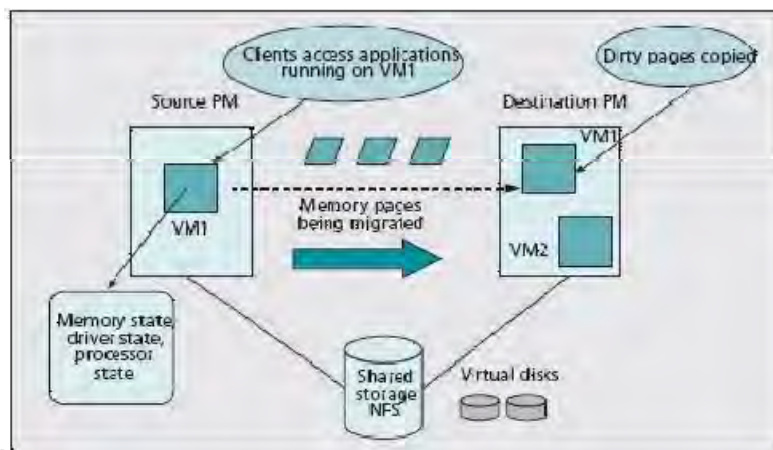 Clients access applications
running on VM1
Dirty pages copied
Source PM
Destination PM
VM1
VM1
Memory pages
being migrated
VM2
Memory state,
driver state,
processor
state
Shared
storage
NFS
Virtual disks